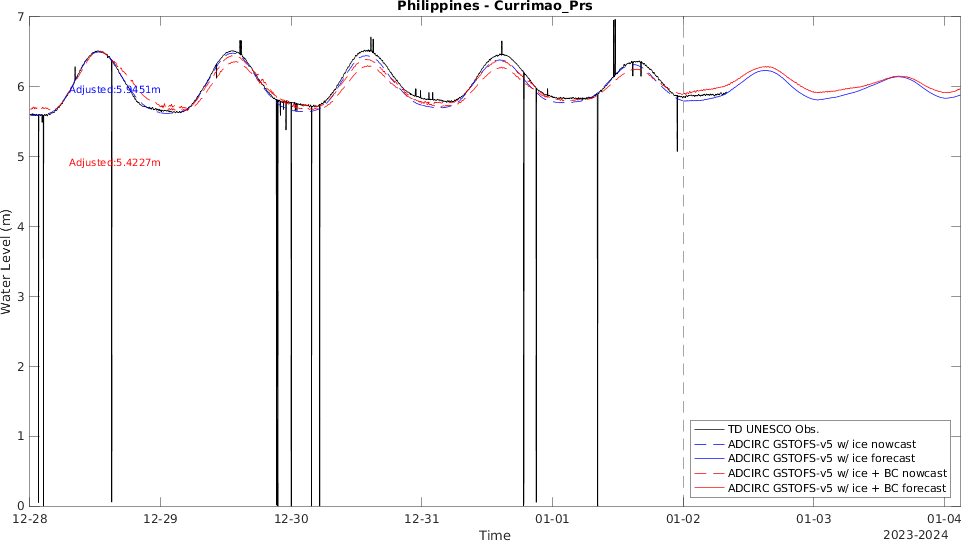 Philippines - Currimao_Prs
7
6
5
4
3
2
1
0
Water Level (m)
Adjusted:5.9451m
Adjusted:5.4227m
TD UNESCO Obs.
ADCIRC GSTOFS-v5 w/ ice nowcast
ADCIRC GSTOFS-v5 w/ ice forecast
ADCIRC GSTOFS-v5 w/ ice + BC nowcast
ADCIRC GSTOFS-v5 w/ ice + BC forecast
12-28
12-29
12-30
12-31
01-01
01-02
01-03
01-04
Time
2023-2024